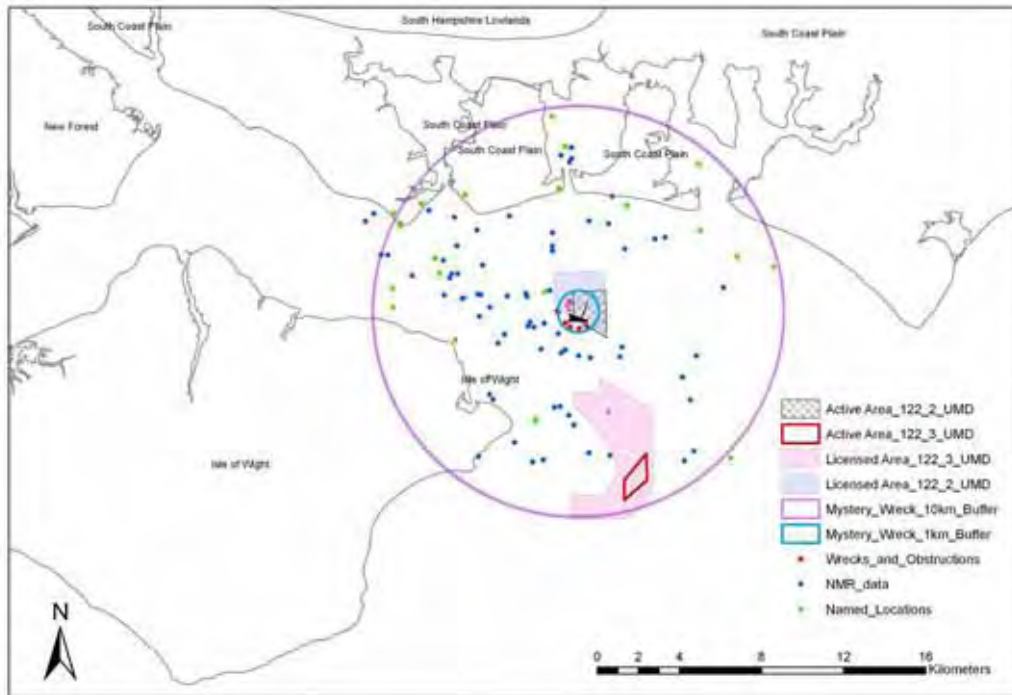 South Hampshire Lowlands
South Coast Plain
South Coast Plain
New Forest
South Coast Plain
South Coast Plain
South Coast Plain
Isle of Wight
Isle of Wight
Active Area_122_2_UMD
Active Area_122_3_UMD
Licensed Area_122_3_UMD
Licensed Area_122_2_UMD
Mystery_Wreck_10km_Buffer
Mystery_Wreck_1km_Buffer
Wrecks_and_Obstructions
NMR_data
Named_Locations
N
0 2 4 8 12 16
Kilometers